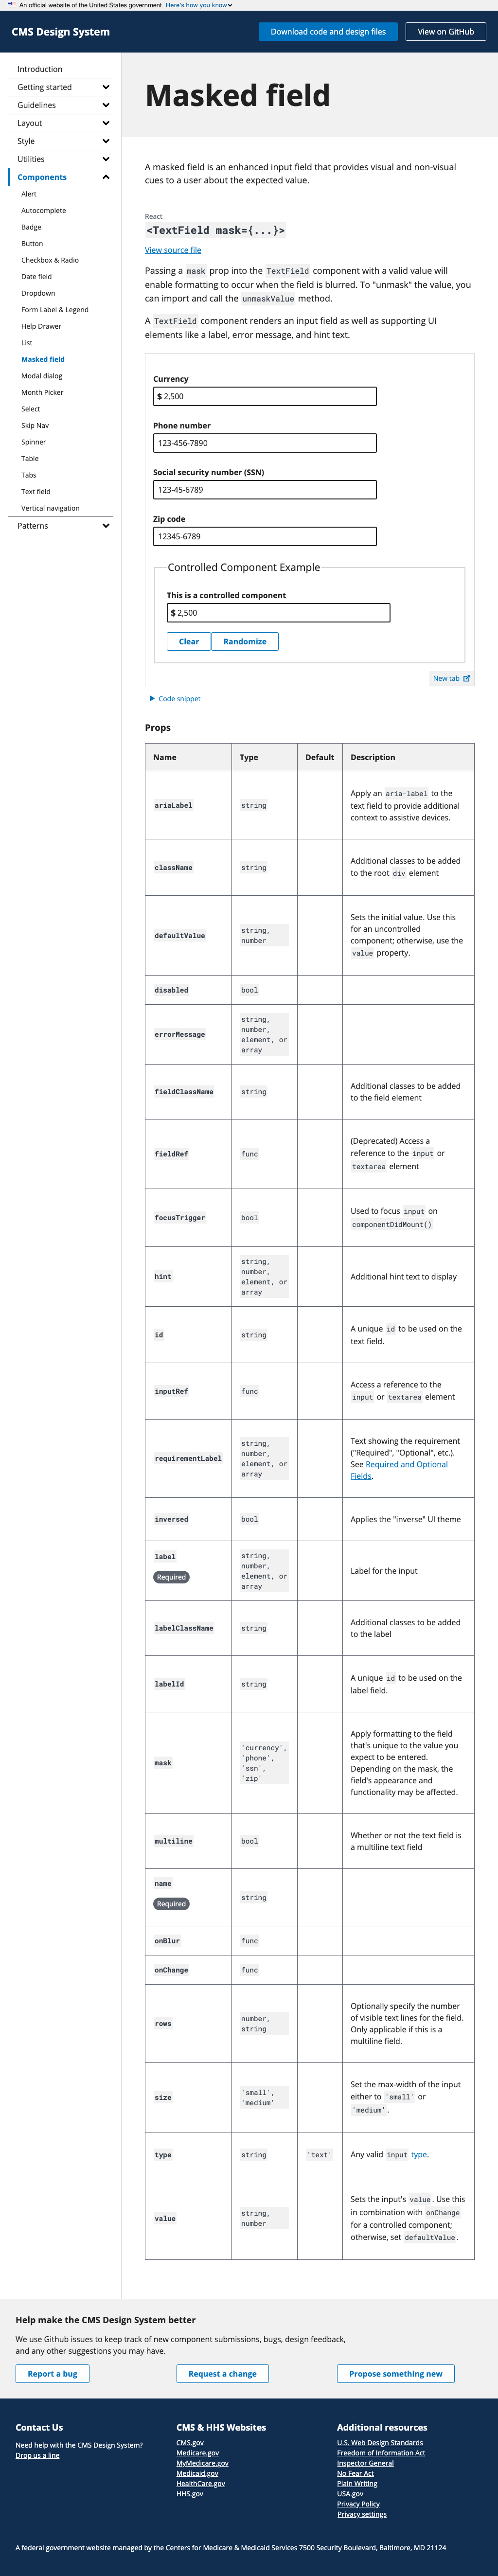 An official website of the United States government Here's how you know
CMS Design System
Download code and design files
View on GitHub
Introduction
Getting started
Guidelines
Layout
Style
Utilities
Components
Alert
Autocomplete
Badge
Button
Checkbox & Radio
Date field
Dropdown
Form Label & Legend
Help Drawer
List
Masked field
Modal dialog
Month Picker
Select
Skip Nav
Spinner
Table
Tabs
Text field
Vertical navigation
Patterns
Masked field
A masked field is an enhanced input field that provides visual and non-visual
cues to a user about the expected value.
React
<TextField mask={...}>
View source file
Passing a mask prop into the TextField component with a valid value will
enable formatting to occur when the field is blurred. To "unmask" the value, you
can import and call the unmaskValue method.
A TextField component renders an input field as well as supporting UI
elements like a label, error message, and hint text.
Currency
$ 2,500
Phone number
123-456-7890
Social security number (SSN)
123-45-6789
Zip code
12345-6789
Controlled Component Example
This is a controlled component
$ 2,500
Clear
Randomize
New tab
Code snippet
Props
Name Type Default Description
ariaLabel string Apply an aria-label to the
text field to provide additional
context to assistive devices.
className string Additional classes to be added
to the root div element
defaultValue string,
number Sets the initial value. Use this
for an uncontrolled
component; otherwise, use the
value property.
disabled bool
errorMessage string,
number,
element, or
array
fieldClassName string Additional classes to be added
to the field element
fieldRef func (Deprecated) Access a
reference to the input or
textarea element
focusTrigger bool Used to focus input on
componentDidMount()
hint string,
number,
element, or
array Additional hint text to display
id string A unique id to be used on the
text field.
inputRef func Access a reference to the
input or textarea element
requirementLabel string,
number,
element, or
array Text showing the requirement
("Required", "Optional", etc.).
See Required and Optional
Fields.
inversed bool Applies the "inverse" UI theme
label
Required string,
number,
element, or
array Label for the input
labelClassName string Additional classes to be added
to the label
labelId string A unique id to be used on the
label field.
mask 'currency',
'phone',
'ssn',
'zip' Apply formatting to the field
that's unique to the value you
expect to be entered.
Depending on the mask, the
field's appearance and
functionality may be affected.
multiline bool Whether or not the text field is
a multiline text field
name
Required string
onBlur func
onChange func
rows number,
string Optionally specify the number
of visible text lines for the field.
Only applicable if this is a
multiline field.
size 'small',
'medium' Set the max-width of the input
either to 'small' or
'medium'.
type string 'text' Any valid input type.
value string,
number Sets the input's value. Use this
in combination with onChange
for a controlled component;
otherwise, set defaultValue.
Help make the CMS Design System better
We use Github issues to keep track of new component submissions, bugs, design feedback,
and any other suggestions you may have.
Report a bug
Request a change
Propose something new
Contact Us
Need help with the CMS Design System?
Drop us a line
CMS & HHS Websites
CMS.gov
Medicare.gov
MyMedicare.gov
Medicaid.gov
HealthCare.gov
HHS.gov
Additional resources
U.S. Web Design Standards
Freedom of Information Act
Inspector General
No Fear Act
Plain Writing
USA.gov
Privacy Policy
Privacy settings
A federal government website managed by the Centers for Medicare & Medicaid Services 7500 Security Boulevard, Baltimore, MD 21124